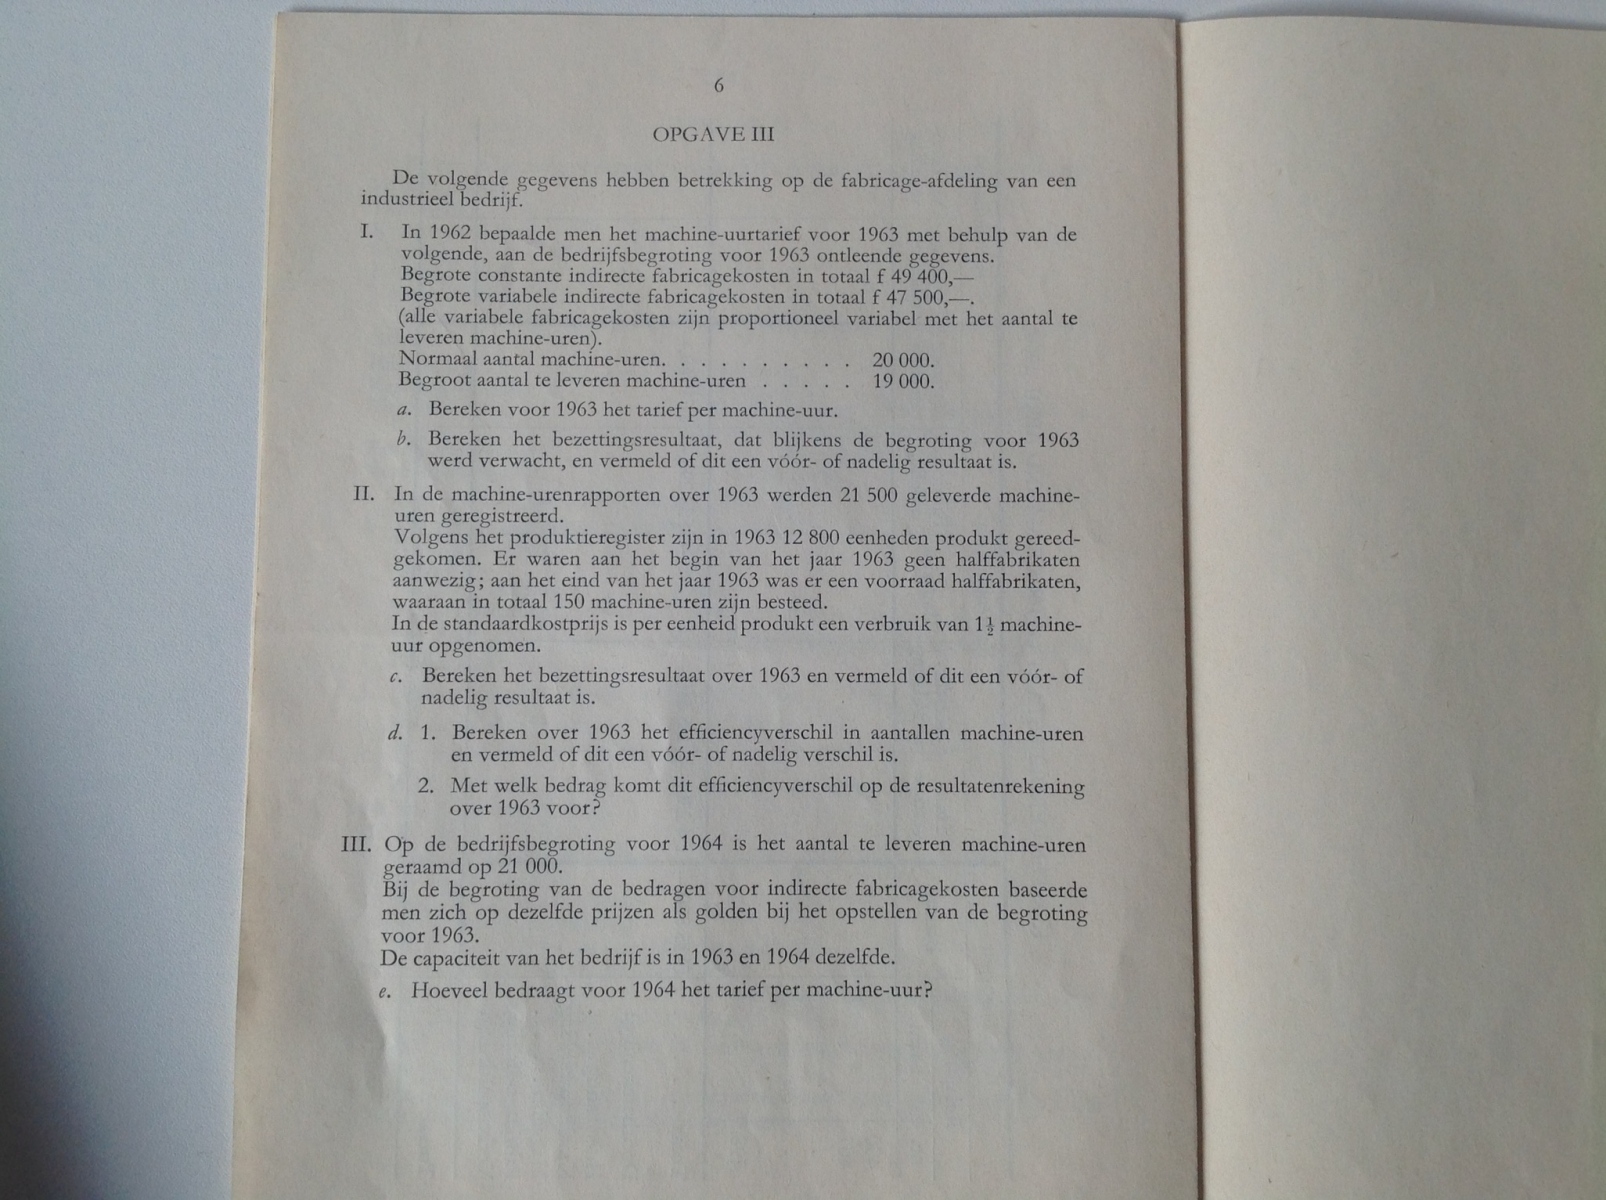 6
OPGAVE III
De volgende gegevens hebben betrekking op de fabricage-afdeling van een
industrieel bedrijf.
I. In 1962 bepaalde men het machine-uurtarief voor 1963 met behulp van de
volgende, aan de bedrijfsbegroting voor 1963 ontleende gegevens.
Begrote constante indirecte fabricagekosten in totaal f 49 400,—
Begrote variabele indirecte fabricagekosten in totaal f 47 500,—.
(alle variabele fabricagekosten zijn proportioneel variabel met het aantal te
leveren machine-uren).
Normaal aantal machine-uren. . . . . . . . . . 20 000.
Begroot aantal te leveren machine-uren . . . . . 19 000.
a. Bereken voor 1963 het tarief per machine-uur.
b. Bereken het bezettingsresultaat, dat blijkens de begroting voor 1963
werd verwacht, en vermeld of dit een vóór- of nadelig resultaat is.
II. In de machine-urenrapporten over 1963 werden 21 500 geleverde machine-
uren geregistreerd.
Volgens het produktieregister zijn in 1963 12 800 eenheden produkt gereed-
gekomen. Er waren aan het begin van het jaar 1963 geen halffabrikaten
aanwezig; aan het eind van het jaar 1963 was er een voorraad halffabrikaten,
waaraan in totaal 150 machine-uren zijn besteed.
In de standaardkostprijs is per eenheid produkt een verbruik van 1½ machine-
uur opgenomen.
c. Bereken het bezettingsresultaat over 1963 en vermeld of dit een vóór- of
nadelig resultaat is.
d. 1. Bereken over 1963 het efficiencyverschil in aantallen machine-uren
en vermeld of dit een vóór- of nadelig verschil is.
2. Met welk bedrag komt dit efficiencyverschil op de resultatenrekening
over 1963 voor?
III. Op de bedrijfsbegroting voor 1964 is het aantal te leveren machine-uren
geraamd op 21 000.
Bij de begroting van de bedragen voor indirecte fabricagekosten baseerde
men zich op dezelfde prijzen als golden bij het opstellen van de begroting
voor 1963.
De capaciteit van het bedrijf is in 1963 en 1964 dezelfde.
e. Hoeveel bedraagt voor 1964 het tarief per machine-uur?